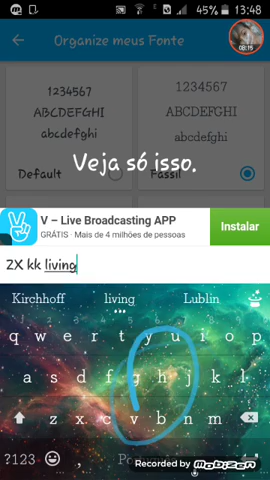 45% 13:48
08:15
Organize meus Fonte
1234567
ABCDEFGHI
abcdefghi
Default
1234567
ABCDEFGHI
abcdefghi
Fassil
Veja só isso.
V – Live Broadcasting APP
GRÁTIS · Mais de 4 milhões de pessoas
Instalar
2X kk living
Kirchhoff living Lublin
q w e r t y u i o p
a s d f g h j k l
z x c v b n m
?123
Recorded by MOBIZEN